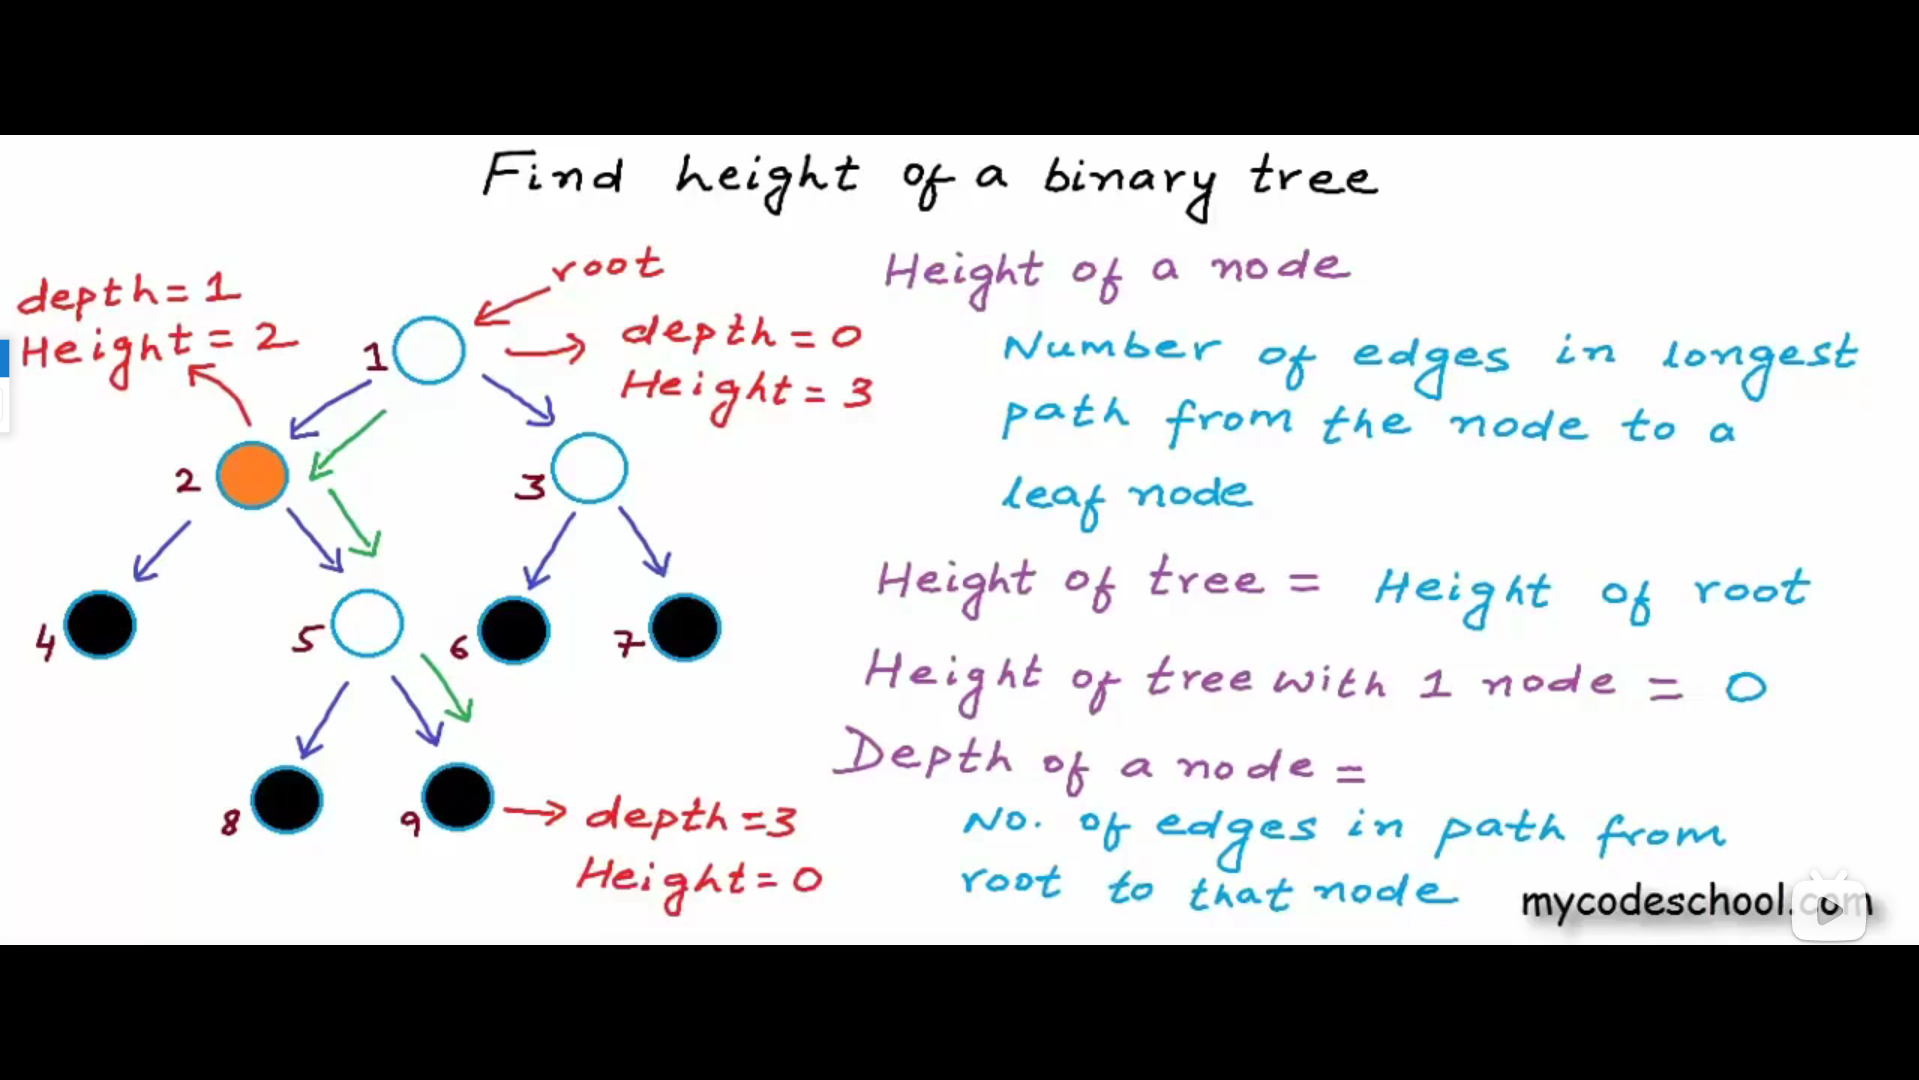 Find height of a binary tree
depth = 1
Height = 2
root
1
depth = 0
Height = 3
2
3
4
5
6
7
8
9
depth = 3
Height = 0
Height of a node
Number of edges in longest
path from the node to a
leaf node
Height of tree = Height of root
Height of tree with 1 node = 0
Depth of a node =
No. of edges in path from
root to that node
mycodeschool.com